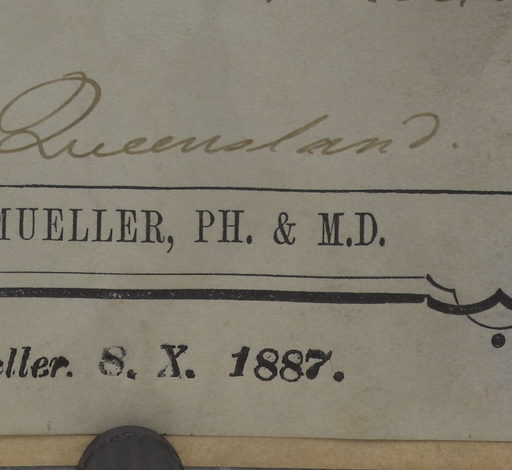 Queensland.
MUELLER, PH. & M.D.
eller. 8. X. 1887.